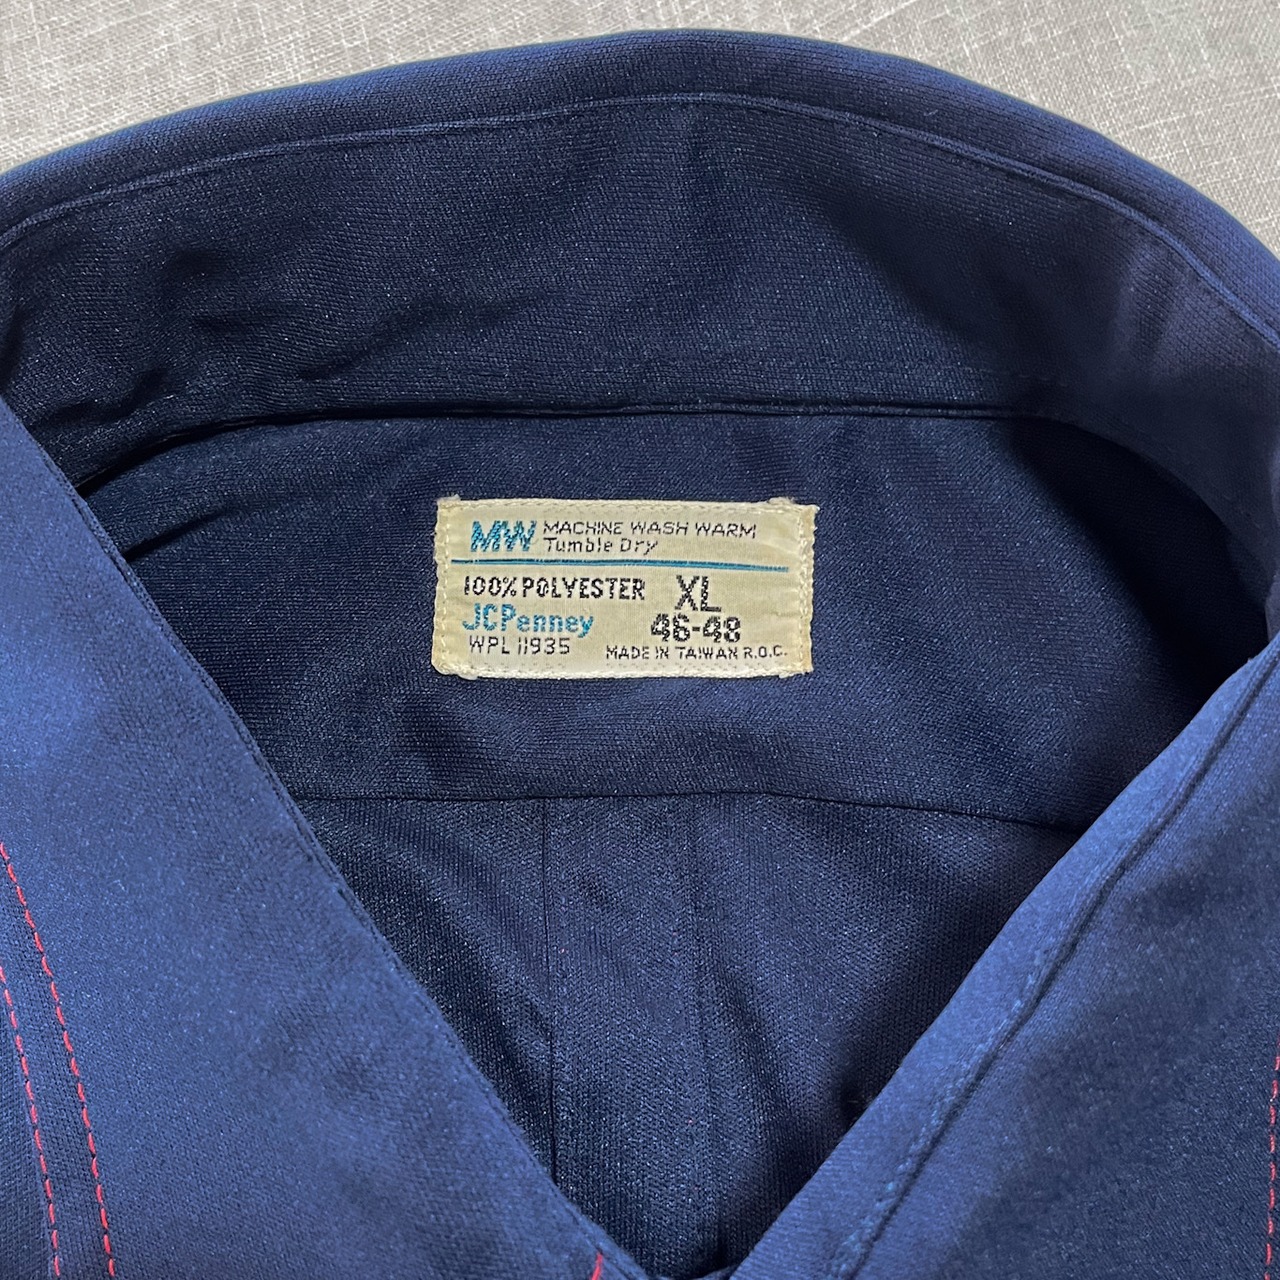 MW MACHINE WASH WARM
Tumble Dry
100% POLYESTER XL
JCPenney 46-48
WPL 11935 MADE IN TAIWAN R.O.C.